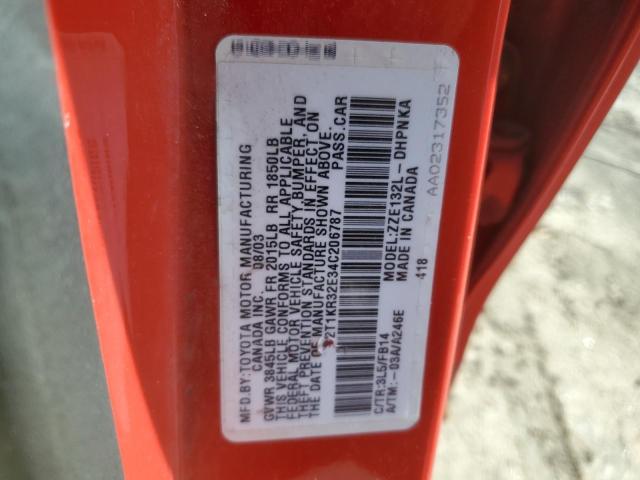 MFD.BY:TOYOTA MOTOR MANUFACTURING
CANADA INC. 08/03
GVWR 3845LB GAWR FR 2015LB RR 1850LB
THIS VEHICLE CONFORMS TO ALL APPLICABLE
FEDERAL MOTOR VEHICLE SAFETY BUMPER, AND
THEFT PREVENTION STANDARDS IN EFFECT ON
THE DATE OF MANUFACTURE SHOWN ABOVE.
2T1KR32E34C206787 PASS.CAR
C/TR:3L5/FB14 MODEL:ZZE132L-DHPNKA
A/TM:-03A/A246E MADE IN CANADA
418
AA02317352